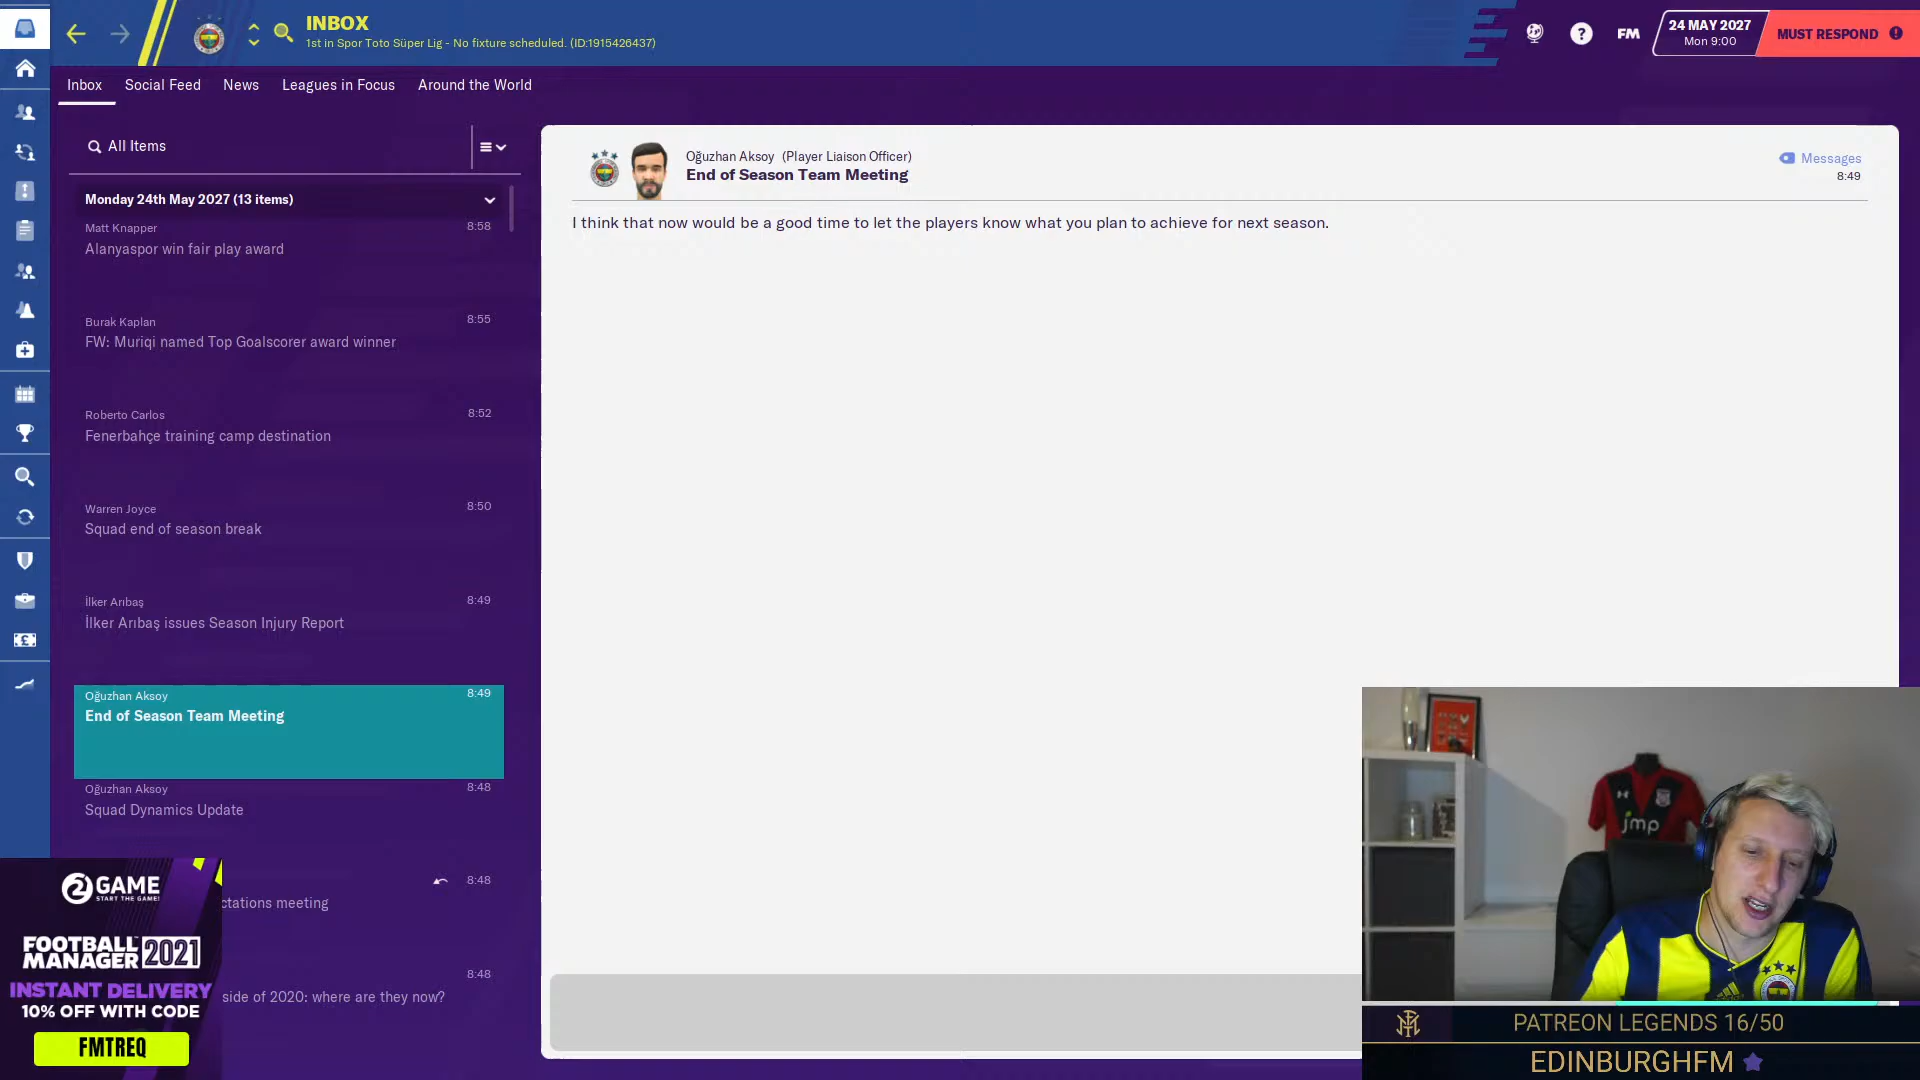 INBOX
1st in Spor Toto Süper Lig - No fixture scheduled. (ID:1915426437)
FM
24 MAY 2027
Mon 9:00
MUST RESPOND
Inbox
Social Feed
News
Leagues in Focus
Around the World
All Items
Monday 24th May 2027 (13 items)
Matt Knapper
8:58
Alanyaspor win fair play award
Burak Kaplan
8:55
FW: Muriqi named Top Goalscorer award winner
Roberto Carlos
8:52
Fenerbahçe training camp destination
Warren Joyce
8:50
Squad end of season break
İlker Arıbaş
8:49
İlker Arıbaş issues Season Injury Report
Oğuzhan Aksoy
8:49
End of Season Team Meeting
Oğuzhan Aksoy
8:48
Squad Dynamics Update
8:48
ctations meeting
8:48
side of 2020: where are they now?
Oğuzhan Aksoy (Player Liaison Officer)
End of Season Team Meeting
Messages
8:49
I think that now would be a good time to let the players know what you plan to achieve for next season.
2GAME
START THE GAME!
FOOTBALL
MANAGER 2021
INSTANT DELIVERY
10% OFF WITH CODE
FMTREQ
jmp
PATREON LEGENDS 16/50
EDINBURGHFM